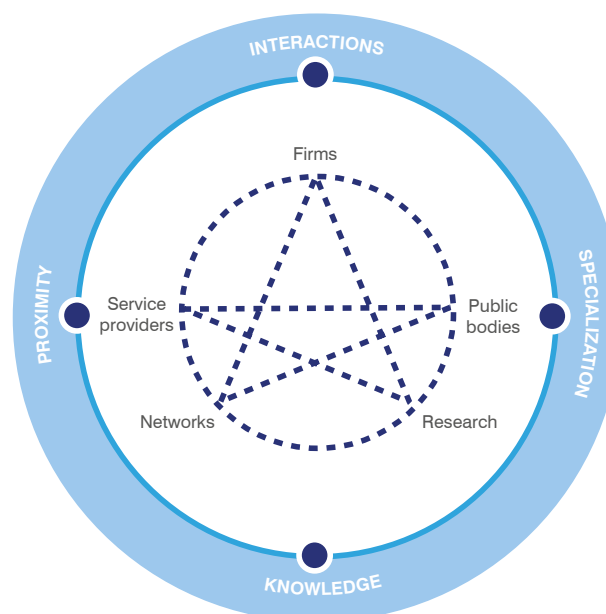 INTERACTIONS
Firms
PROXIMITY
SPECIALIZATION
Service
providers
Public
bodies
Networks
Research
KNOWLEDGE